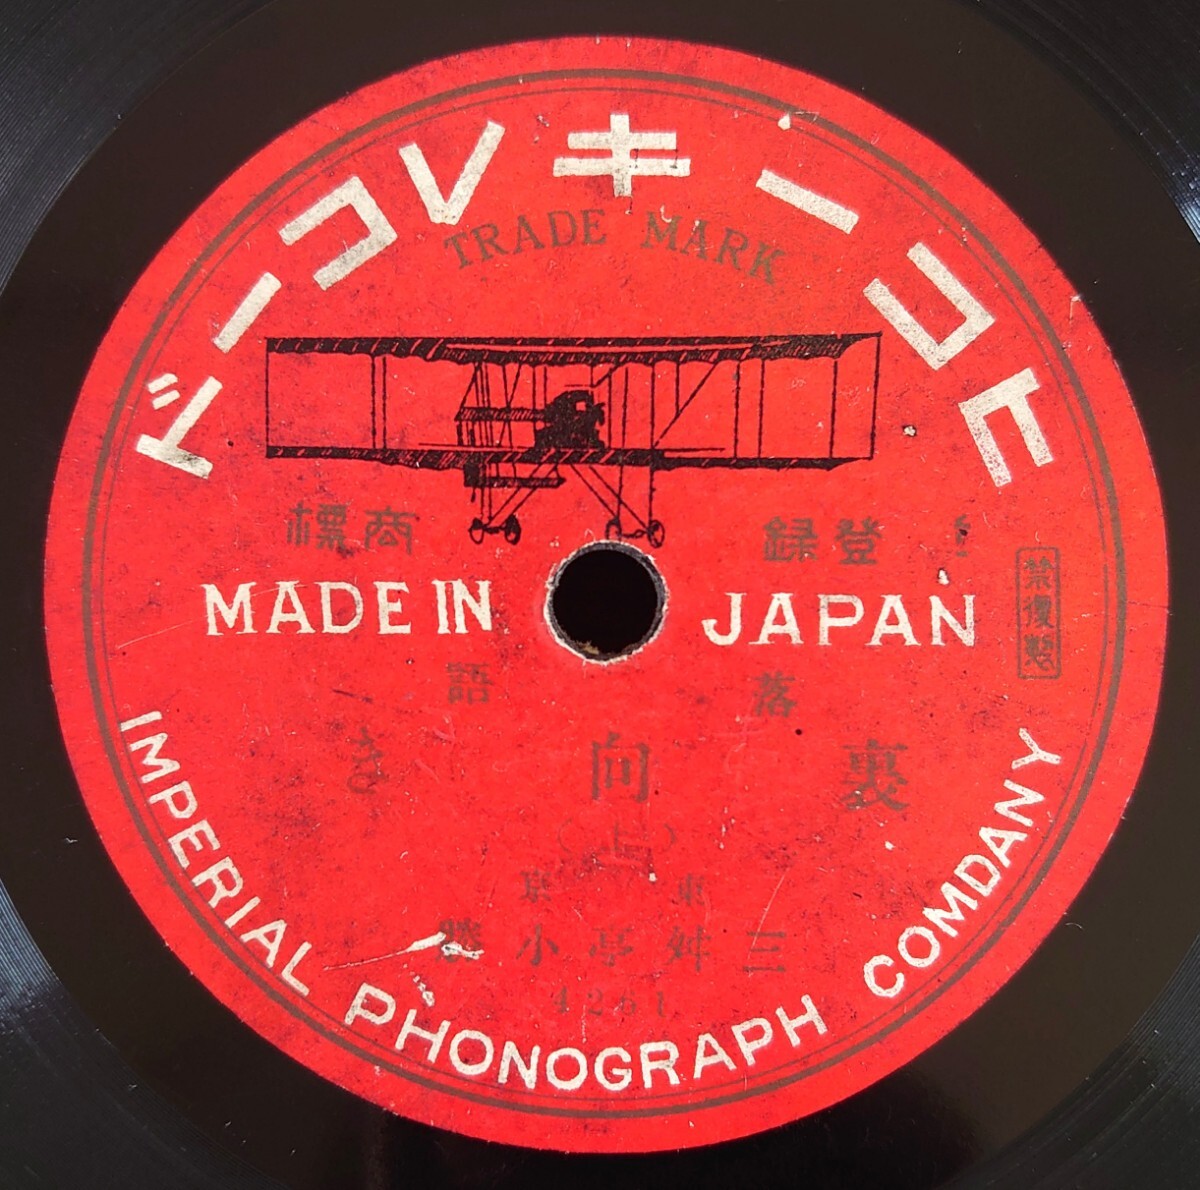 ヒコーキレコード
TRADE MARK
登録 商標
MADE IN JAPAN
禁複製
落語
裏向き
上
東京
三舛亭小勝
4261
IMPERIAL PHONOGRAPH COMDANY